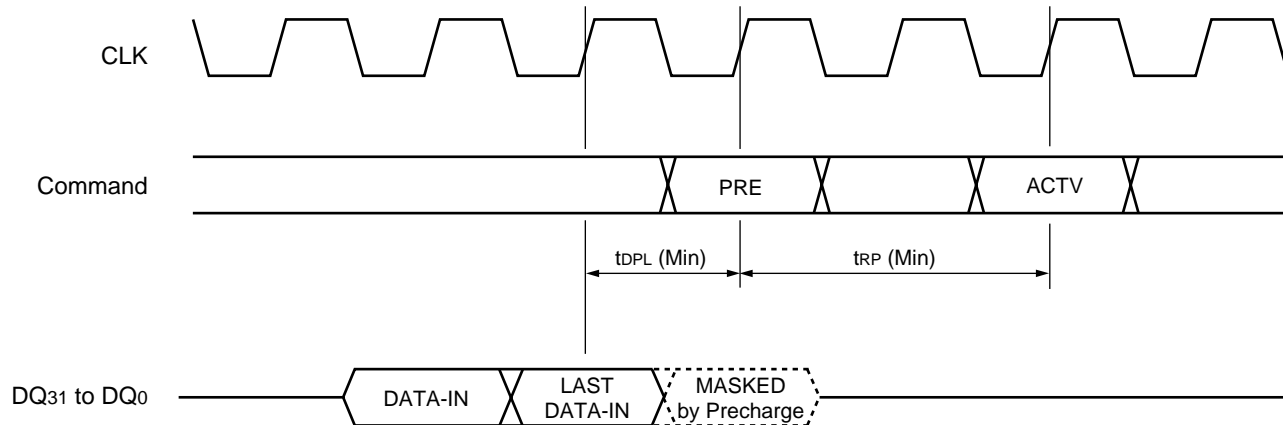 CLK
Command
PRE
ACTV
tDPL (Min)
tRP (Min)
DQ31 to DQ0
DATA-IN
LAST
DATA-IN
MASKED
by Precharge